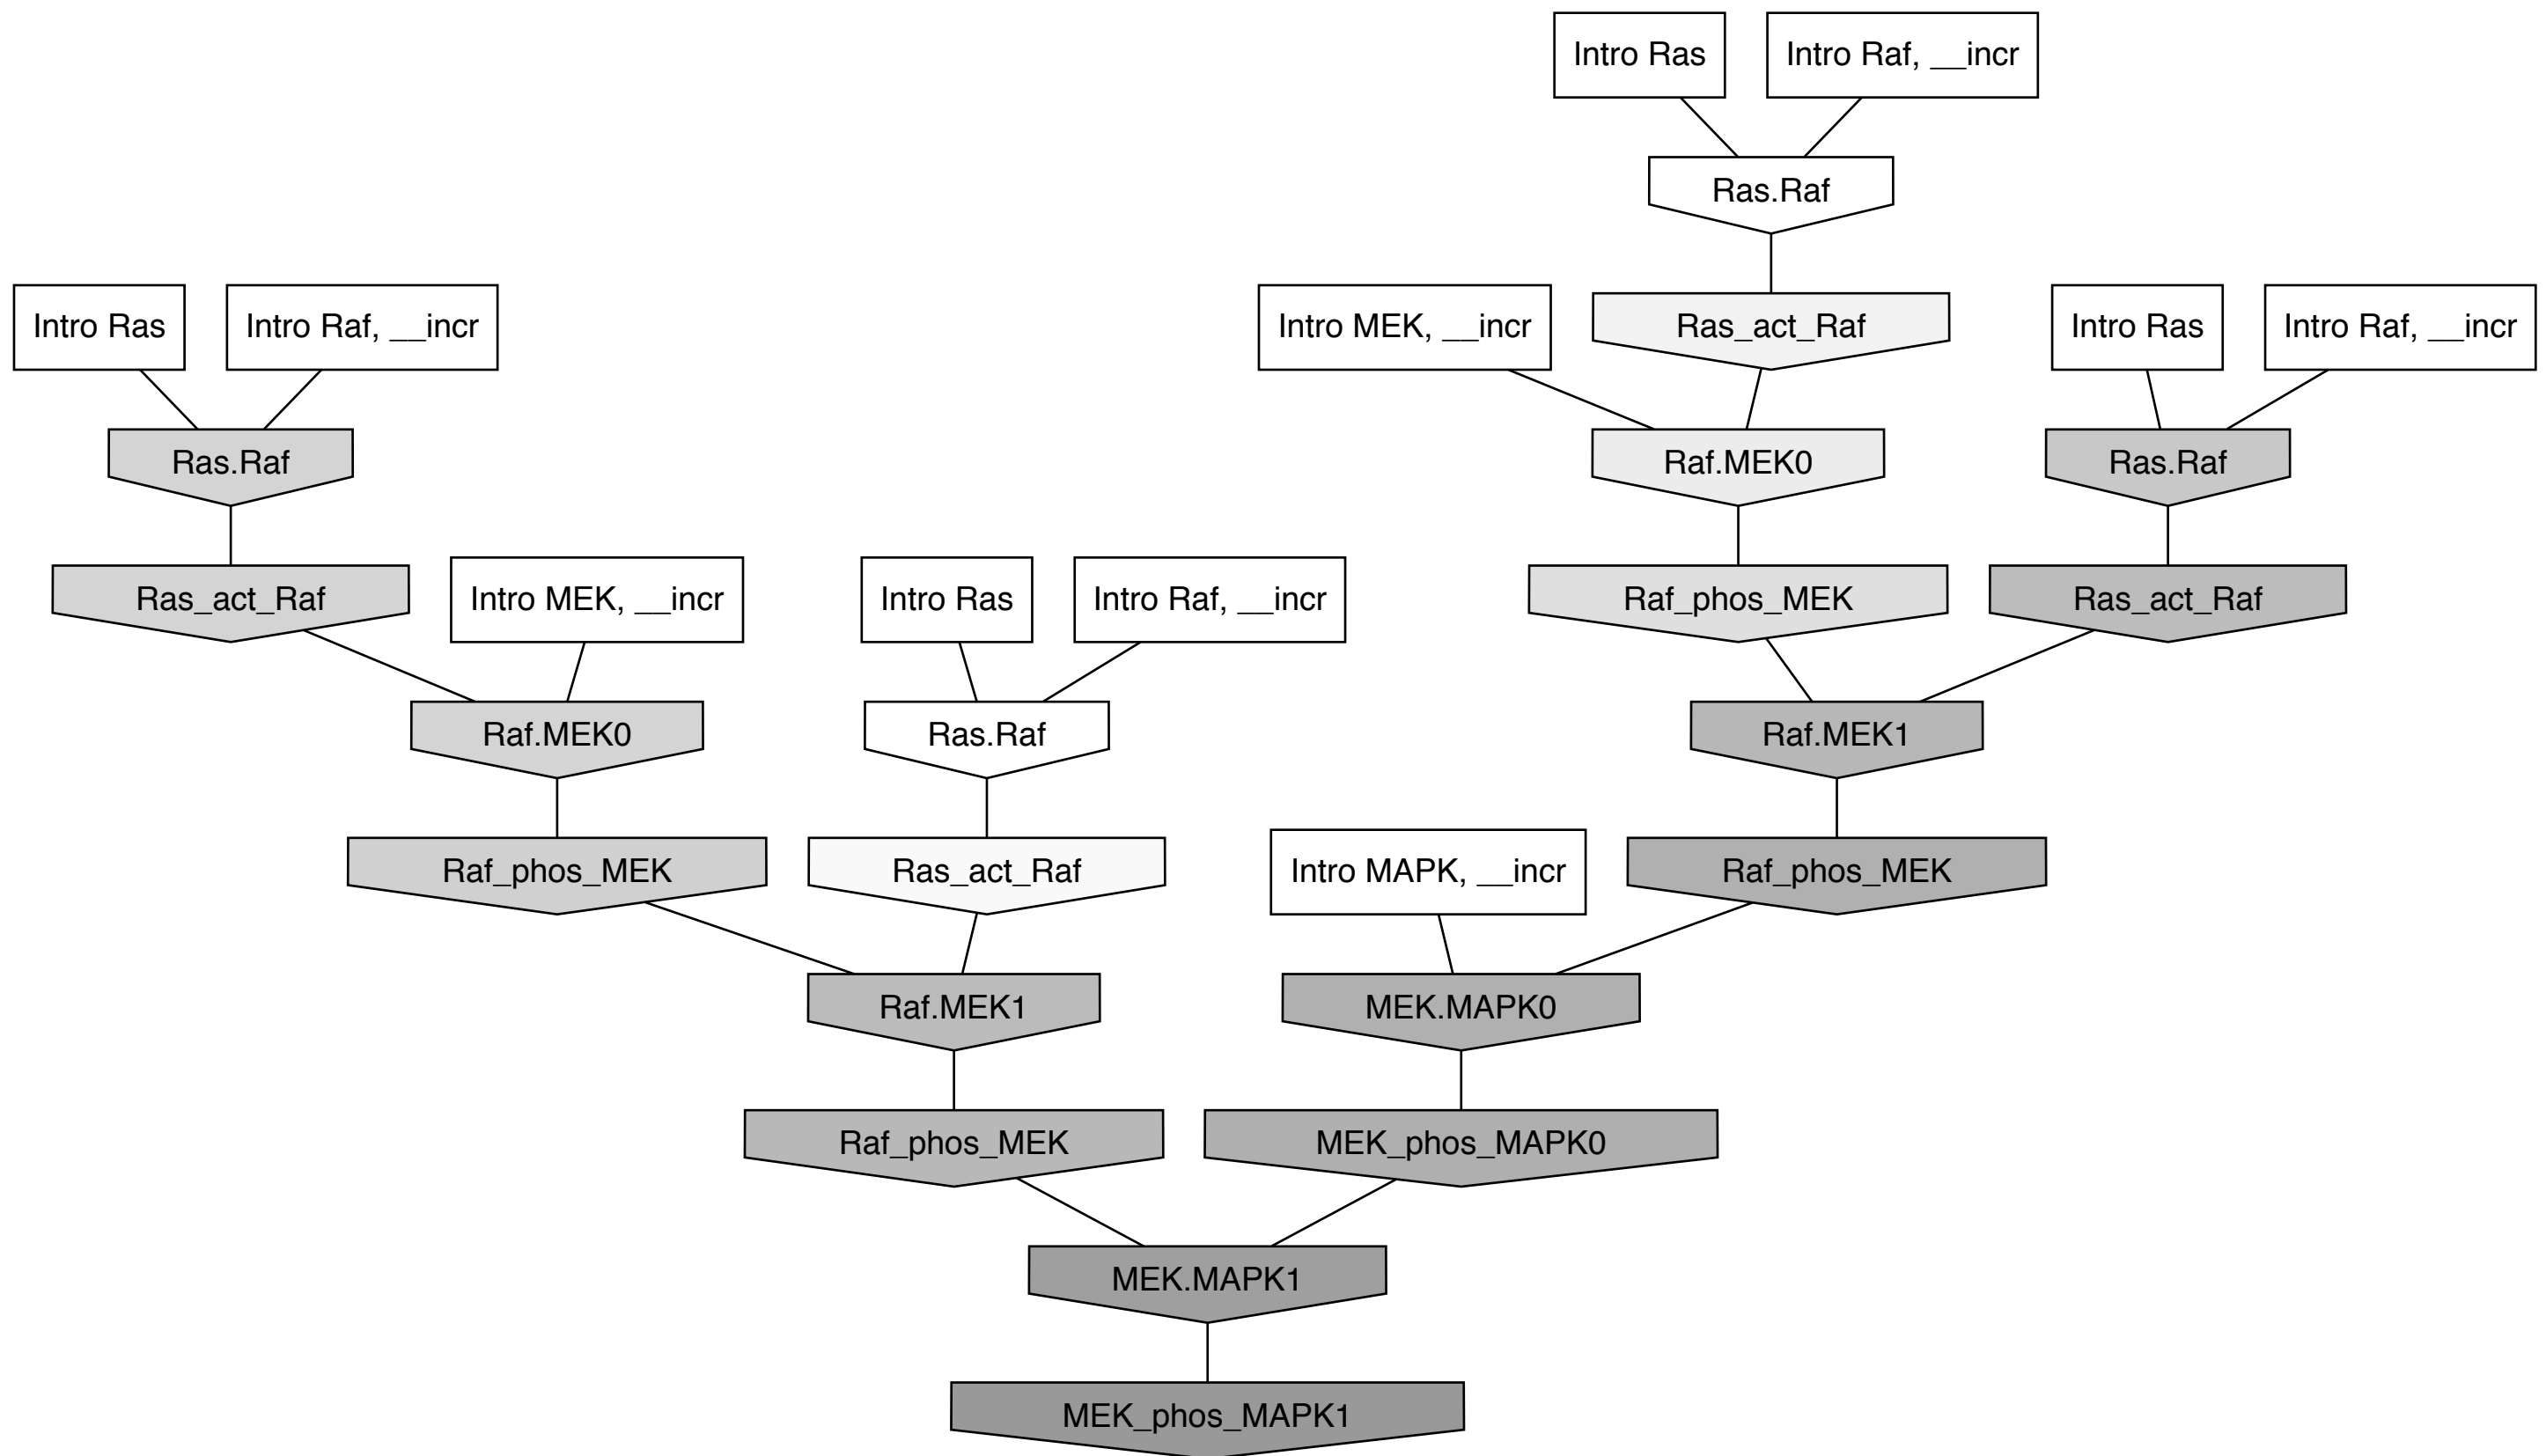 Intro Ras
Intro Raf, __incr
Ras.Raf
Intro Ras
Intro Raf, __incr
Intro MEK, __incr
Ras_act_Raf
Intro Ras
Intro Raf, __incr
Ras.Raf
Raf.MEK0
Ras.Raf
Ras_act_Raf
Intro MEK, __incr
Intro Ras
Intro Raf, __incr
Raf_phos_MEK
Ras_act_Raf
Raf.MEK0
Ras.Raf
Raf.MEK1
Raf_phos_MEK
Ras_act_Raf
Intro MAPK, __incr
Raf_phos_MEK
Raf.MEK1
MEK.MAPK0
Raf_phos_MEK
MEK_phos_MAPK0
MEK.MAPK1
MEK_phos_MAPK1